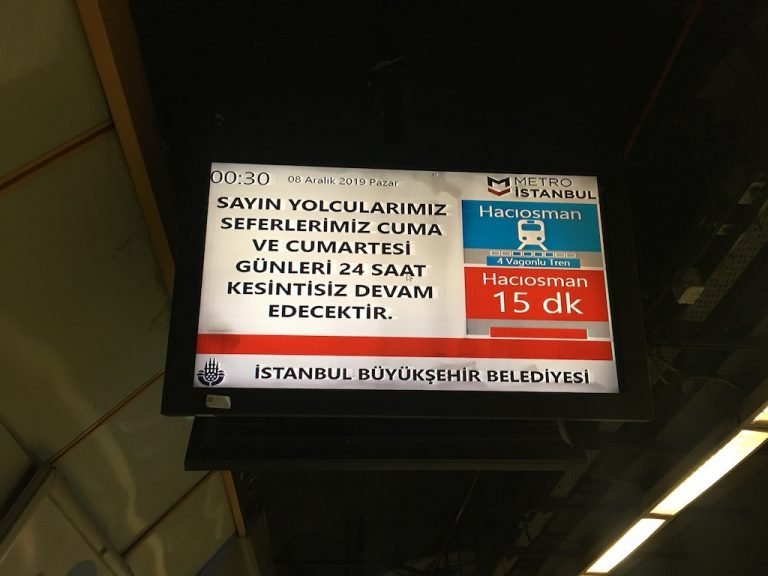 00:30 08 Aralık 2019 Pazar
METRO
İSTANBUL
SAYIN YOLCULARIMIZ
SEFERLERİMİZ CUMA
VE CUMARTESİ
GÜNLERİ 24 SAAT
KESİNTİSİZ DEVAM
EDECEKTİR.
Hacıosman
4 Vagonlu Tren
Hacıosman
15 dk
İSTANBUL BÜYÜKŞEHİR BELEDİYESİ